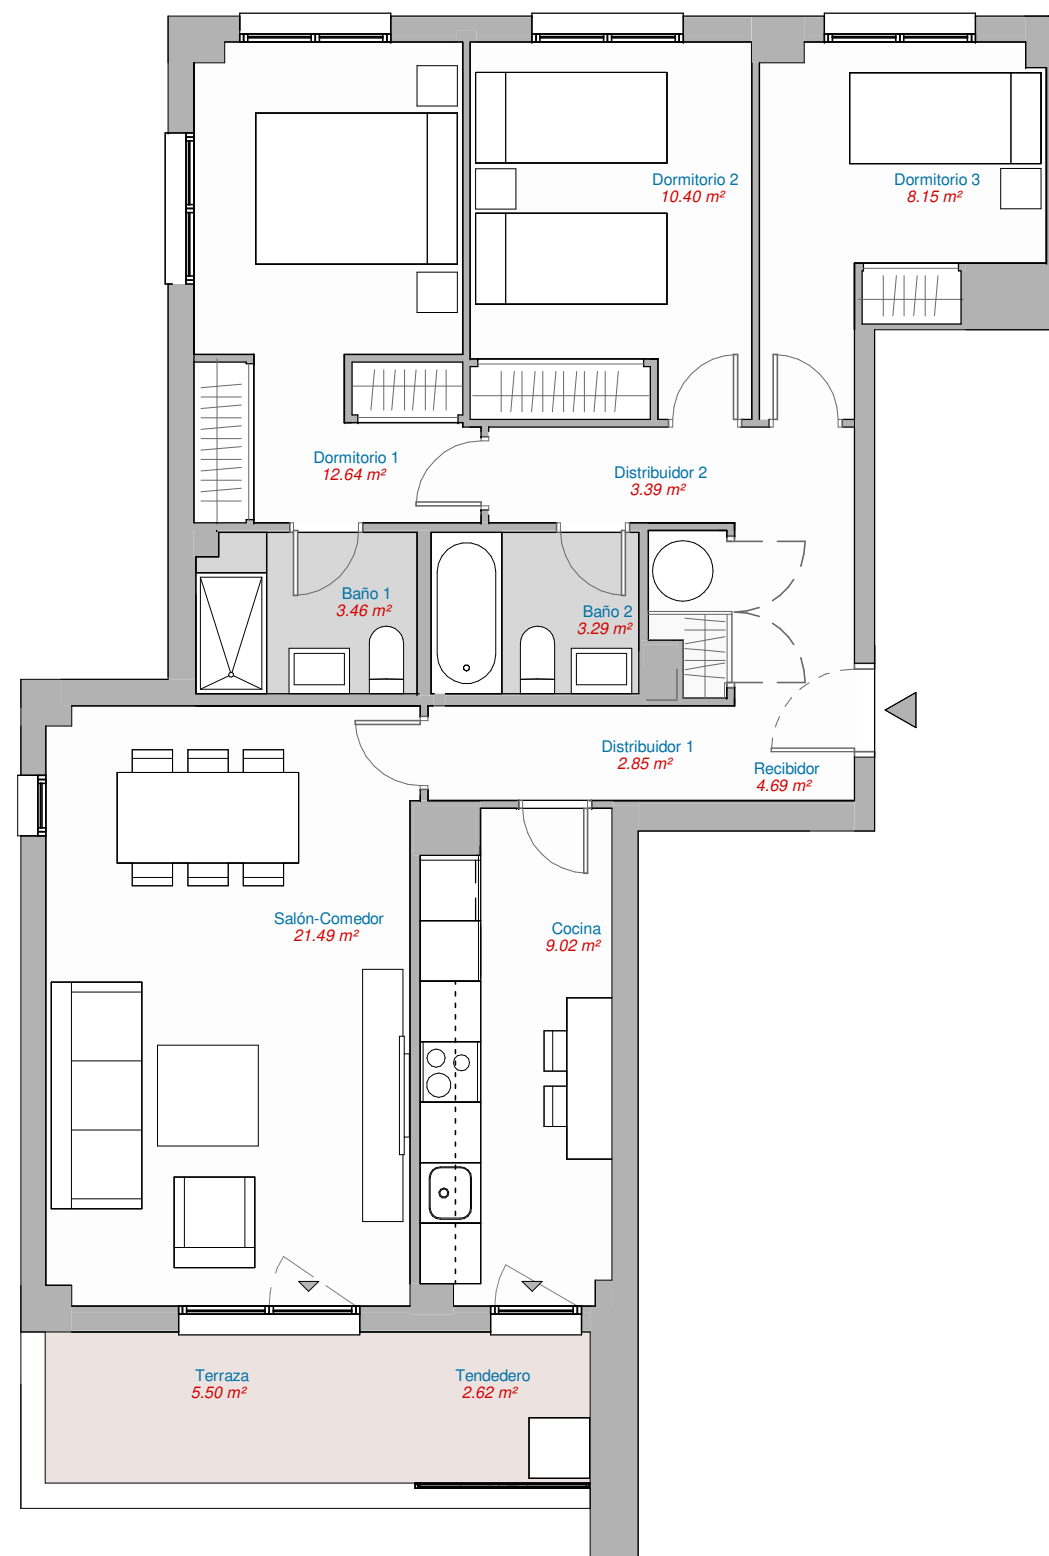 Dormitorio 2
10.40 m²
Dormitorio 3
8.15 m²
Dormitorio 1
12.64 m²
Distribuidor 2
3.39 m²
Baño 1
3.46 m²
Baño 2
3.29 m²
Distribuidor 1
2.85 m²
Recibidor
4.69 m²
Salón-Comedor
21.49 m²
Cocina
9.02 m²
Terraza
5.50 m²
Tendedero
2.62 m²